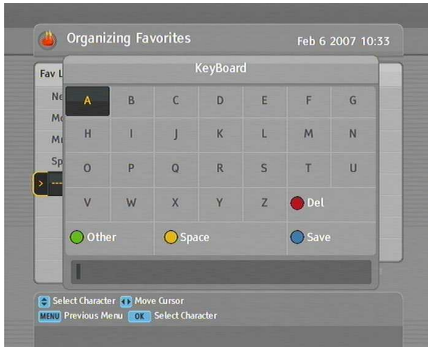 Organizing Favorites
Feb 6 2007 10:33
Fav L
KeyBoard
A B C D E F G
H I J K L M N
O P Q R S T U
V W X Y Z Del
Other Space Save
Select Character Move Cursor
MENU Previous Menu OK Select Character